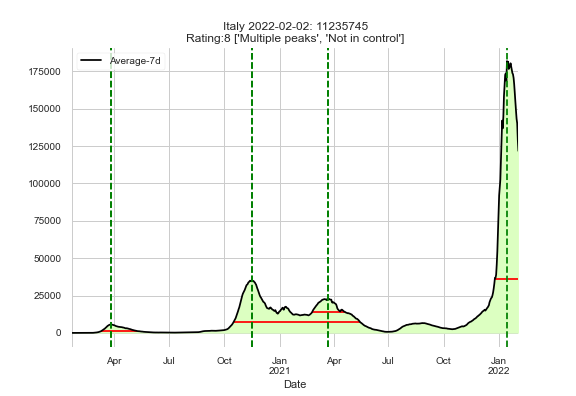 Italy 2022-02-02: 11235745
Rating:8 ['Multiple peaks', 'Not in control']
Average-7d
175000
150000
125000
100000
75000
50000
25000
0
Apr Jul Oct Jan Apr Jul Oct Jan
2021 2022
Date